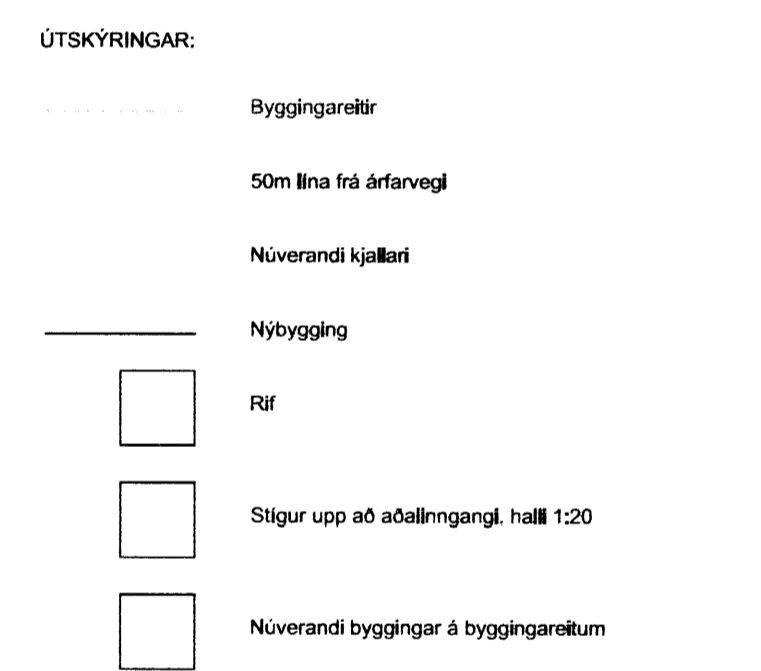 ÚTSKÝRINGAR:
Byggingareitir
50m lína frá árfarvegi
Núverandi kjallari
Nýbygging
Rif
Stígur upp að aðalinngangi, halli 1:20
Núverandi byggingar á byggingareitum